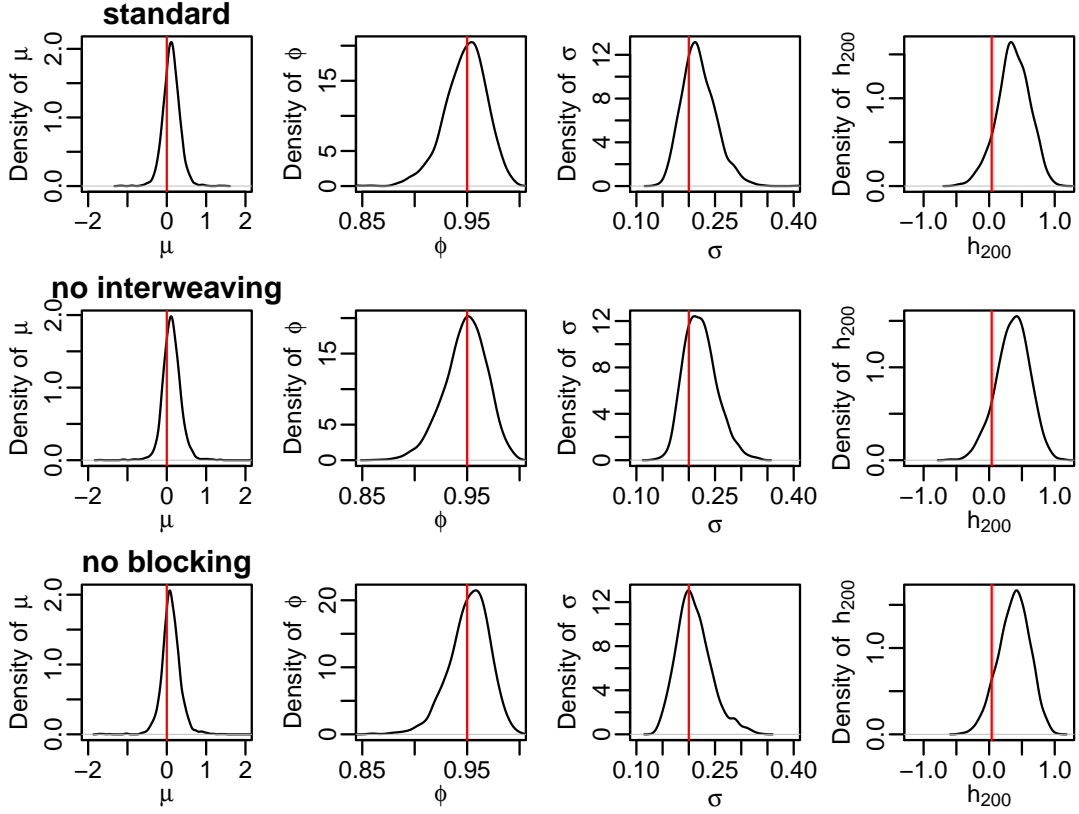 standard
Density of μ
0.0 1.0 2.0
−2 0 1 2
μ
Density of ϕ
0 5 15
0.85 0.95
ϕ
Density of σ
0 4 8 12
0.10 0.25 0.40
σ
Density of h200
0.0 1.0
−1.0 0.0 1.0
h200
no interweaving
Density of μ
0.0 1.0 2.0
−2 0 1 2
μ
Density of ϕ
0 5 15
0.85 0.95
ϕ
Density of σ
0 4 8 12
0.10 0.25 0.40
σ
Density of h200
0.0 1.0
−1.0 0.0 1.0
h200
no blocking
Density of μ
0.0 1.0 2.0
−2 0 1 2
μ
Density of ϕ
0 10 20
0.85 0.95
ϕ
Density of σ
0 4 8 12
0.10 0.25 0.40
σ
Density of h200
0.0 1.0
−1.0 0.0 1.0
h200